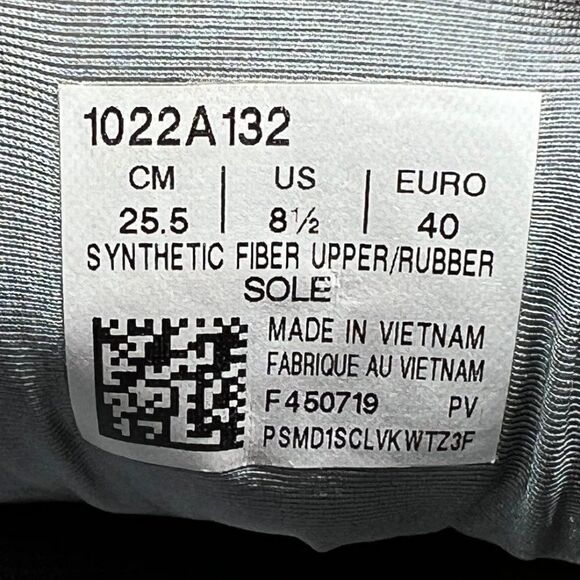 1022A132
CM | US | EURO
25.5 | 8½ | 40
SYNTHETIC FIBER UPPER/RUBBER
SOLE
MADE IN VIETNAM
FABRIQUE AU VIETNAM
F450719 PV
PSMD1SCLVKWTZ3F